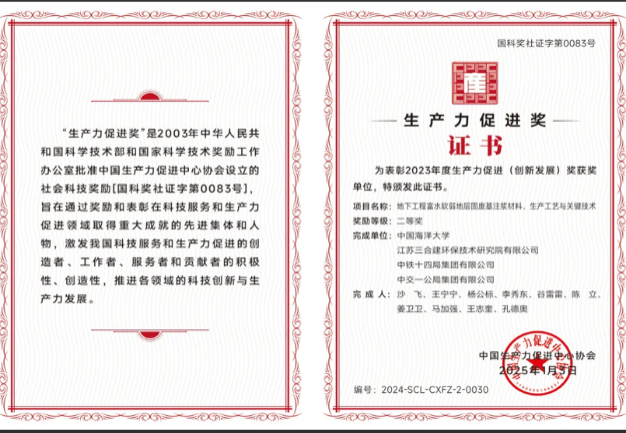 “生产力促进奖”是2003年中华人民共
和国科学技术部和国家科学技术奖励工作
办公室批准中国生产力促进中心协会设立的
社会科技奖励[国科奖社证字第0083号]，
旨在通过奖励和表彰在科技服务和生产力
促进领域取得重大成就的先进集体和人
物，激发我国科技服务和生产力促进的创
造者、工作者、服务者和贡献者的积极
性、创造性，推进各领域的科技创新与生
产力发展。
国科奖社证字第0083号
生产力促进奖
证书
为表彰2023年度生产力促进（创新发展）奖获奖
单位，特颁发此证书。
项目名称：地下工程富水软弱地层固废基注浆材料、生产工艺与关键技术
奖励等级：二等奖
完成单位：中国海洋大学
江苏三合建环保技术研究院有限公司
中铁十四局集团有限公司
中交一公局集团有限公司
完 成 人：沙 飞、王宁宁、杨公标、李秀东、谷雷雷、陈 立、
姜卫卫、马加强、王志奎、孔德奥
中国生产力促进中心协会
2025年1月3日
编号：2024-SCL-CXFZ-2-0030